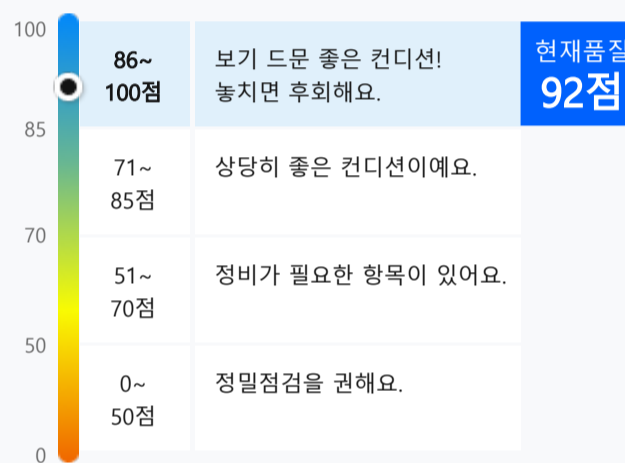 100
86~
100점
보기 드문 좋은 컨디션!
놓치면 후회해요.
현재품질
92점
85
71~
85점
상당히 좋은 컨디션이예요.
70
51~
70점
정비가 필요한 항목이 있어요.
50
0~
50점
정밀점검을 권해요.
0